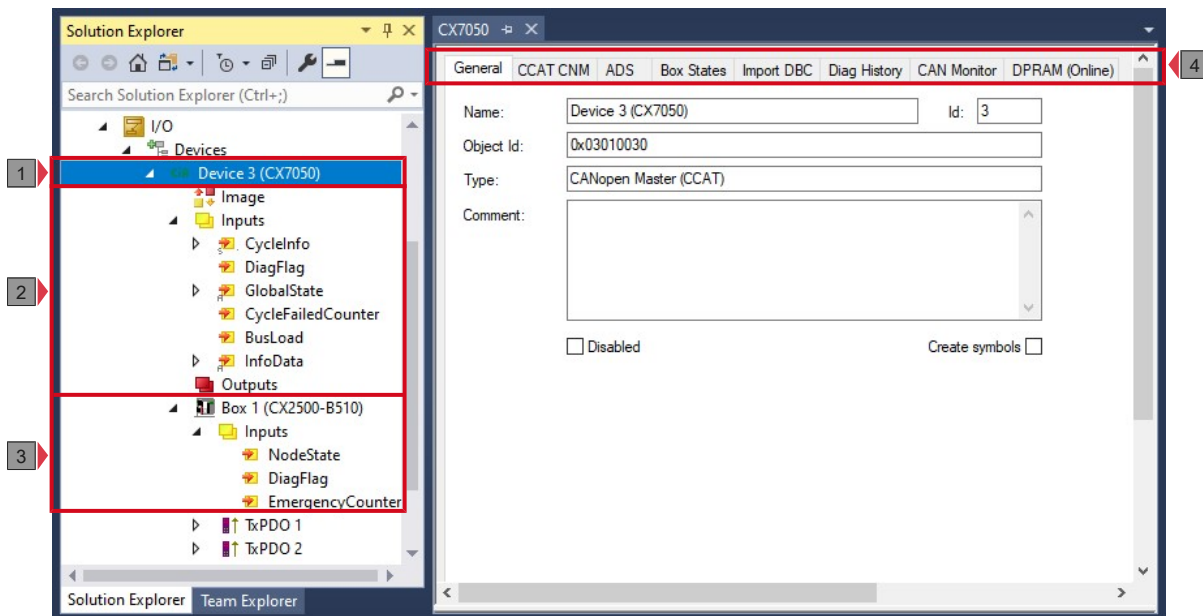 Solution Explorer
Search Solution Explorer (Ctrl+;)
I/O
Devices
1
Device 3 (CX7050)
Image
Inputs
CycleInfo
DiagFlag
2
GlobalState
CycleFailedCounter
BusLoad
InfoData
Outputs
Box 1 (CX2500-B510)
Inputs
3
NodeState
DiagFlag
EmergencyCounter
TxPDO 1
TxPDO 2
Solution Explorer Team Explorer
CX7050
General CCAT CNM ADS Box States Import DBC Diag History CAN Monitor DPRAM (Online)
4
Name: Device 3 (CX7050) Id: 3
Object Id: 0x03010030
Type: CANopen Master (CCAT)
Comment:
Disabled Create symbols